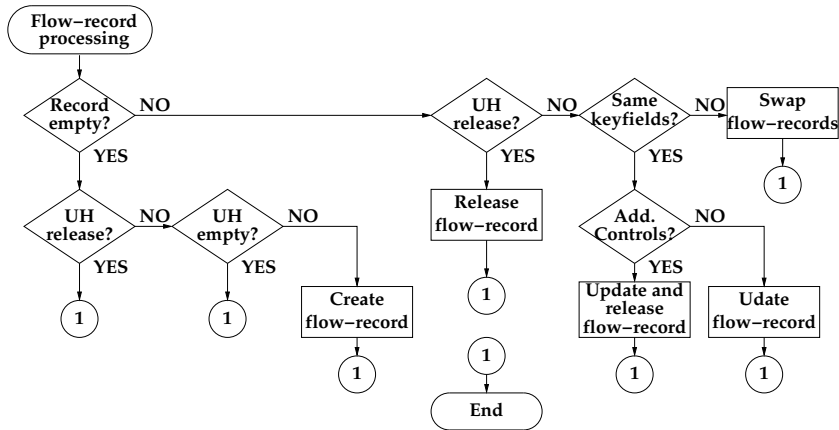 Flow−record
processing
Record
empty?
NO
YES
UH
release?
NO
YES
Same
keyfields?
NO
YES
Swap
flow−records
1
UH
release?
NO
YES
UH
empty?
NO
YES
Release
flow−record
Add.
Controls?
NO
YES
1
1
Create
flow−record
1
Update and
release
flow−record
Udate
flow−record
1
1
1
1
1
End